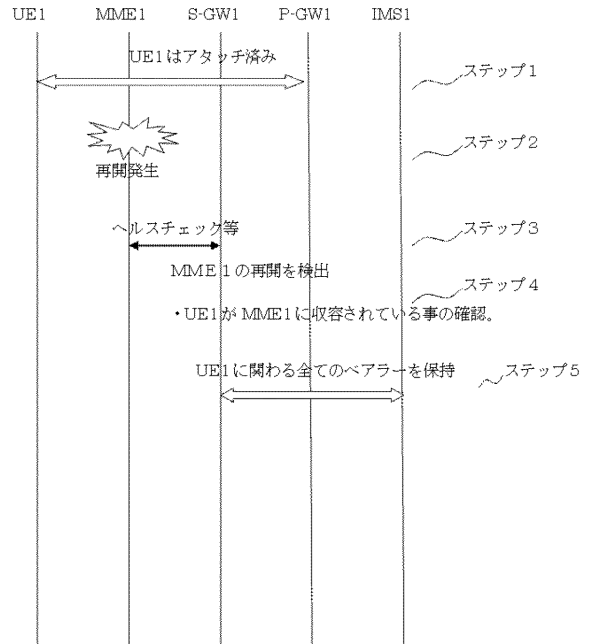 UE1 MME1 S-GW1 P-GW1 IMS1
UE1はアタッチ済み
ステップ1
ステップ2
再開発生
ヘルスチェック等
ステップ3
MME1の再開を検出
ステップ4
・UE1がMME1に収容されている事の確認。
UE1に関わる全てのベアラーを保持
ステップ5